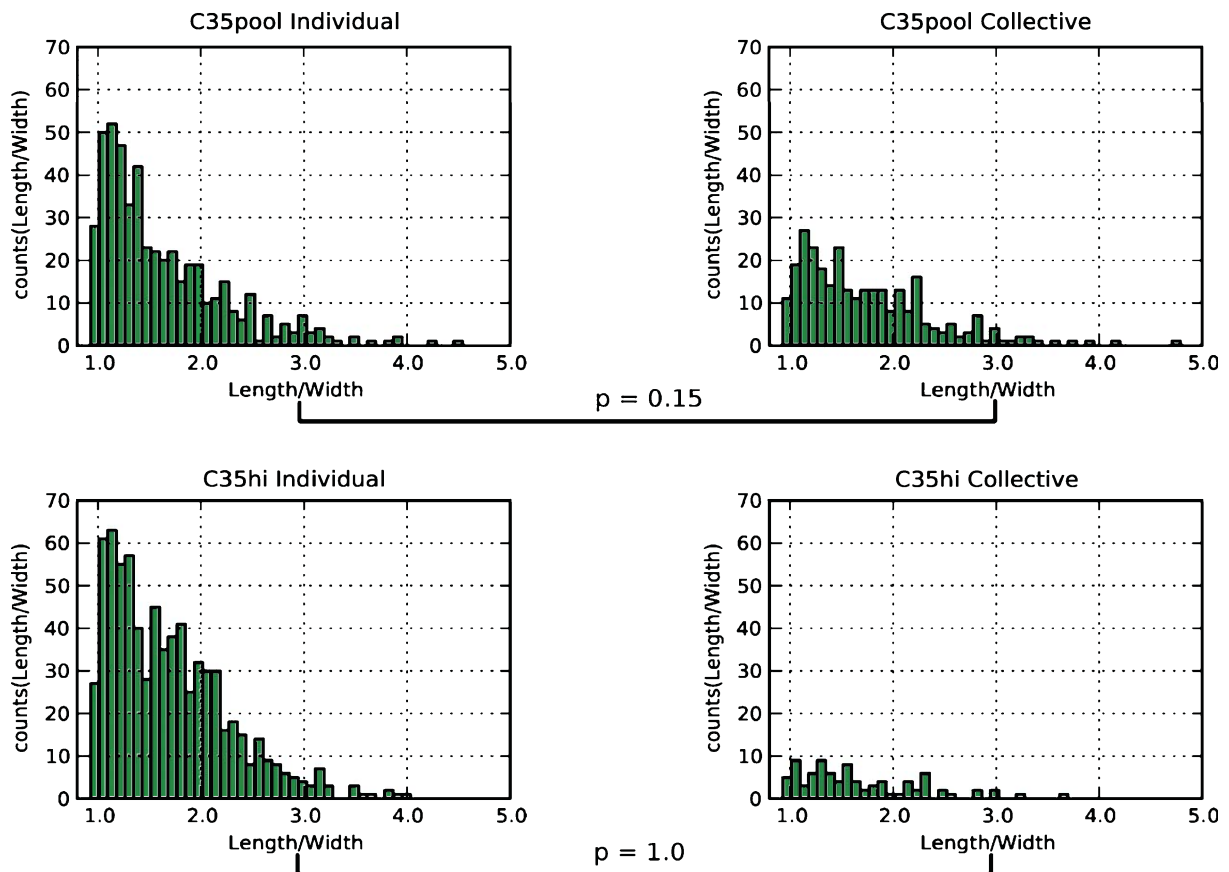 C35pool Individual
C35pool Collective
70
60
50
40
30
20
10
0
counts(Length/Width)
1.0 2.0 3.0 4.0 5.0
Length/Width
70
60
50
40
30
20
10
0
counts(Length/Width)
1.0 2.0 3.0 4.0 5.0
Length/Width
p = 0.15
C35hi Individual
C35hi Collective
70
60
50
40
30
20
10
0
counts(Length/Width)
1.0 2.0 3.0 4.0 5.0
Length/Width
70
60
50
40
30
20
10
0
counts(Length/Width)
1.0 2.0 3.0 4.0 5.0
Length/Width
p = 1.0